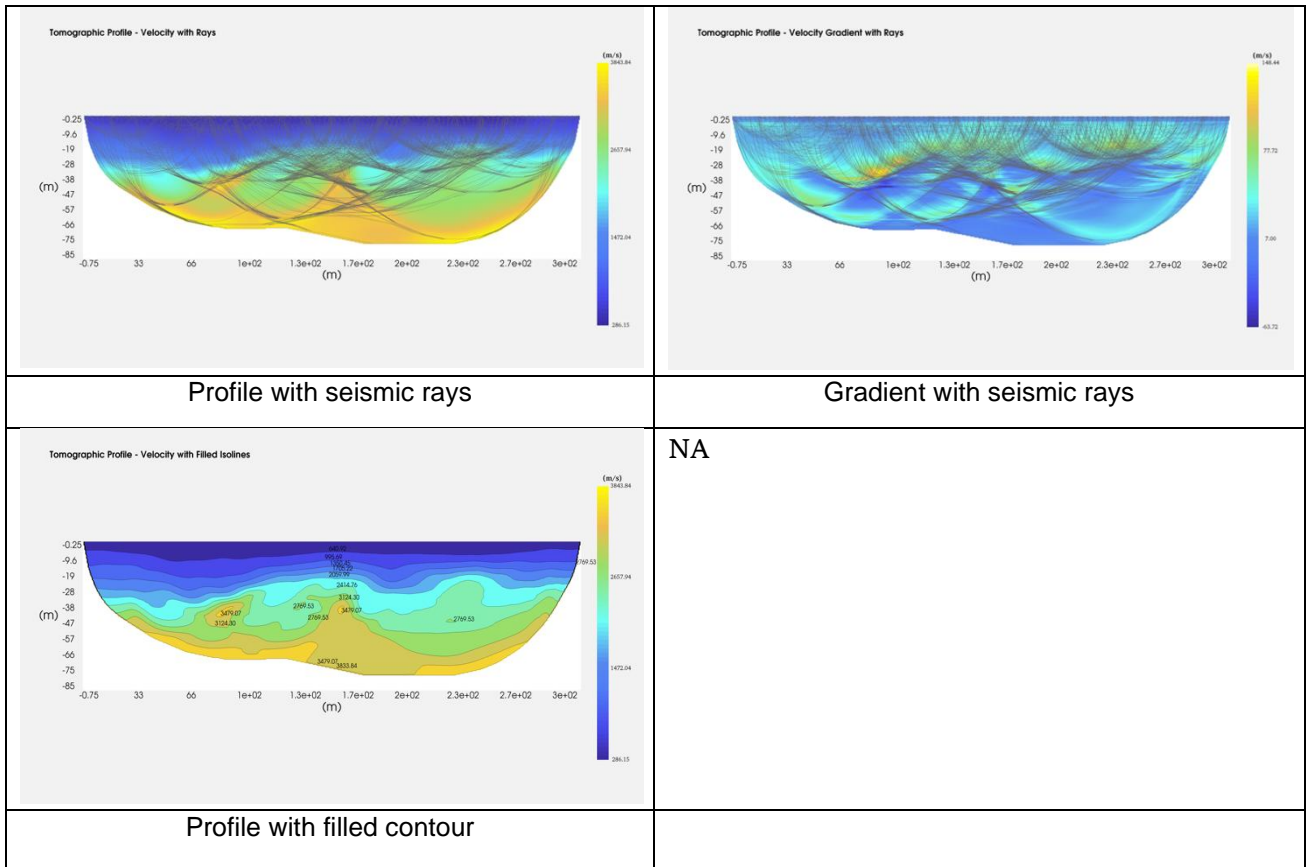 Tomographic Profile - Velocity with Rays
(m/s)
3843.84
2657.94
1472.04
286.15
-0.25
-9.6
-19
-28
-38
-47
-57
-66
-75
-85
(m)
-0.75 33 66 1e+02 1.3e+02 1.7e+02 2e+02 2.3e+02 2.7e+02 3e+02
(m)
Tomographic Profile - Velocity Gradient with Rays
(m/s)
148.44
77.72
7.00
-63.72
-0.25
-9.6
-19
-28
-38
-47
-57
-66
-75
-85
(m)
-0.75 33 66 1e+02 1.3e+02 1.7e+02 2e+02 2.3e+02 2.7e+02 3e+02
(m)
Profile with seismic rays
Gradient with seismic rays
Tomographic Profile - Velocity with Filled Isolines
(m/s)
3843.84
2657.94
1472.04
286.15
-0.25
-9.6
-19
-28
-38
-47
-57
-66
-75
-85
(m)
2769.53
2059.99
2414.76
3124.30
3479.07
3479.07
2769.53
3124.30
2769.53
2769.53
3479.07
3833.84
-0.75 33 66 1e+02 1.3e+02 1.7e+02 2e+02 2.3e+02 2.7e+02 3e+02
(m)
NA
Profile with filled contour